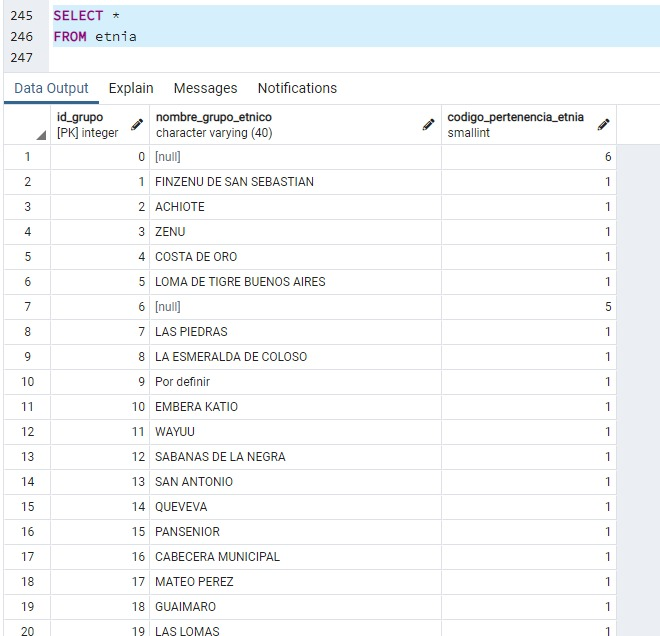 245 SELECT *
246 FROM etnia
247
Data Output Explain Messages Notifications
id_grupo nombre_grupo_etnico codigo_pertenencia_etnia
[PK] integer character varying (40) smallint
1 0 [null] 6
2 1 FINZENU DE SAN SEBASTIAN 1
3 2 ACHIOTE 1
4 3 ZENU 1
5 4 COSTA DE ORO 1
6 5 LOMA DE TIGRE BUENOS AIRES 1
7 6 [null] 5
8 7 LAS PIEDRAS 1
9 8 LA ESMERALDA DE COLOSO 1
10 9 Por definir 1
11 10 EMBERA KATIO 1
12 11 WAYUU 1
13 12 SABANAS DE LA NEGRA 1
14 13 SAN ANTONIO 1
15 14 QUEVEVA 1
16 15 PANSENIOR 1
17 16 CABECERA MUNICIPAL 1
18 17 MATEO PEREZ 1
19 18 GUAIMARO 1
20 19 LAS LOMAS 1